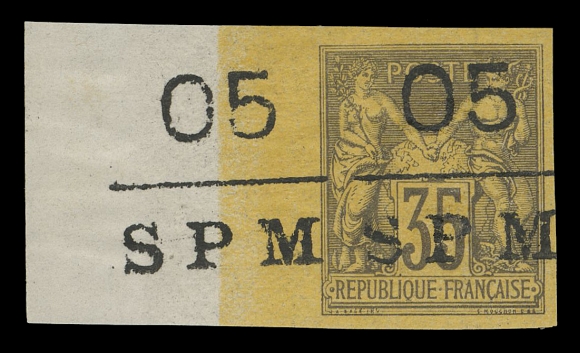 POSTES
05 05
S P M S P M
35
REPUBLIQUE FRANÇAISE